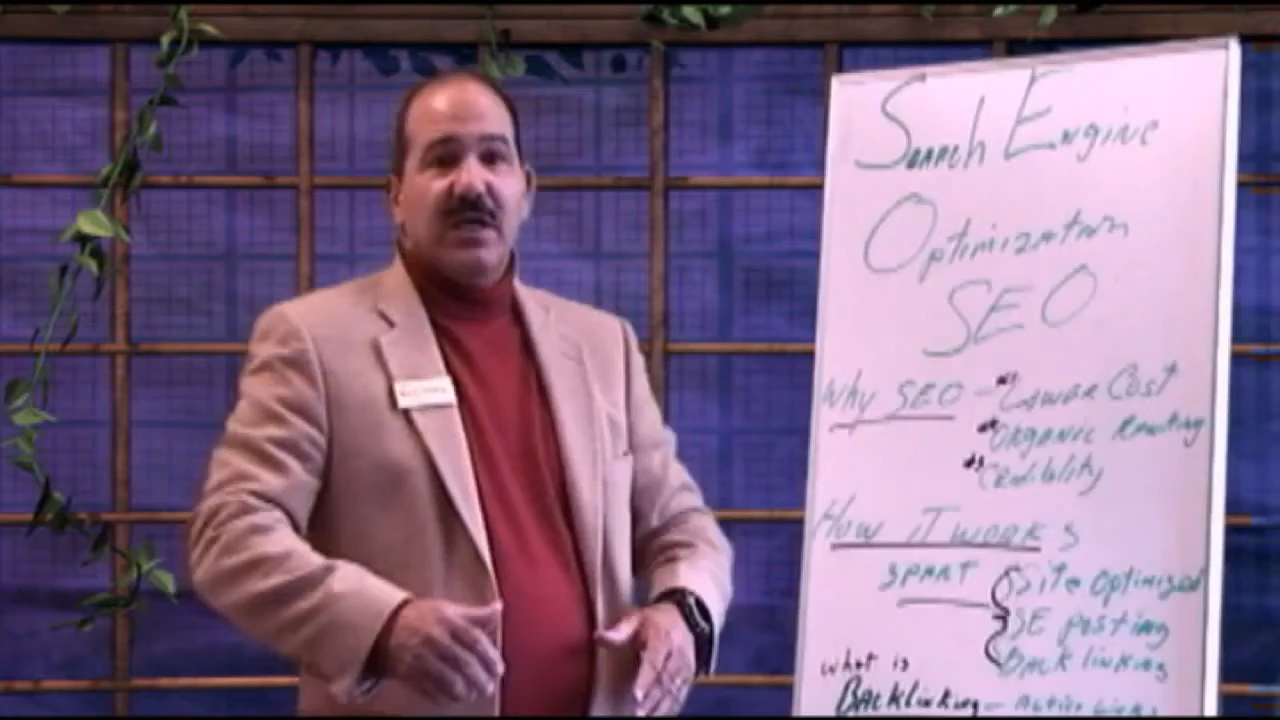 Search Engine
Optimization
SEO
Why SEO - Lower Cost
Organic Ranking
Credibility
How iT works
Site Optimized
SE posting
BACK linking
what is
BACKlinking -